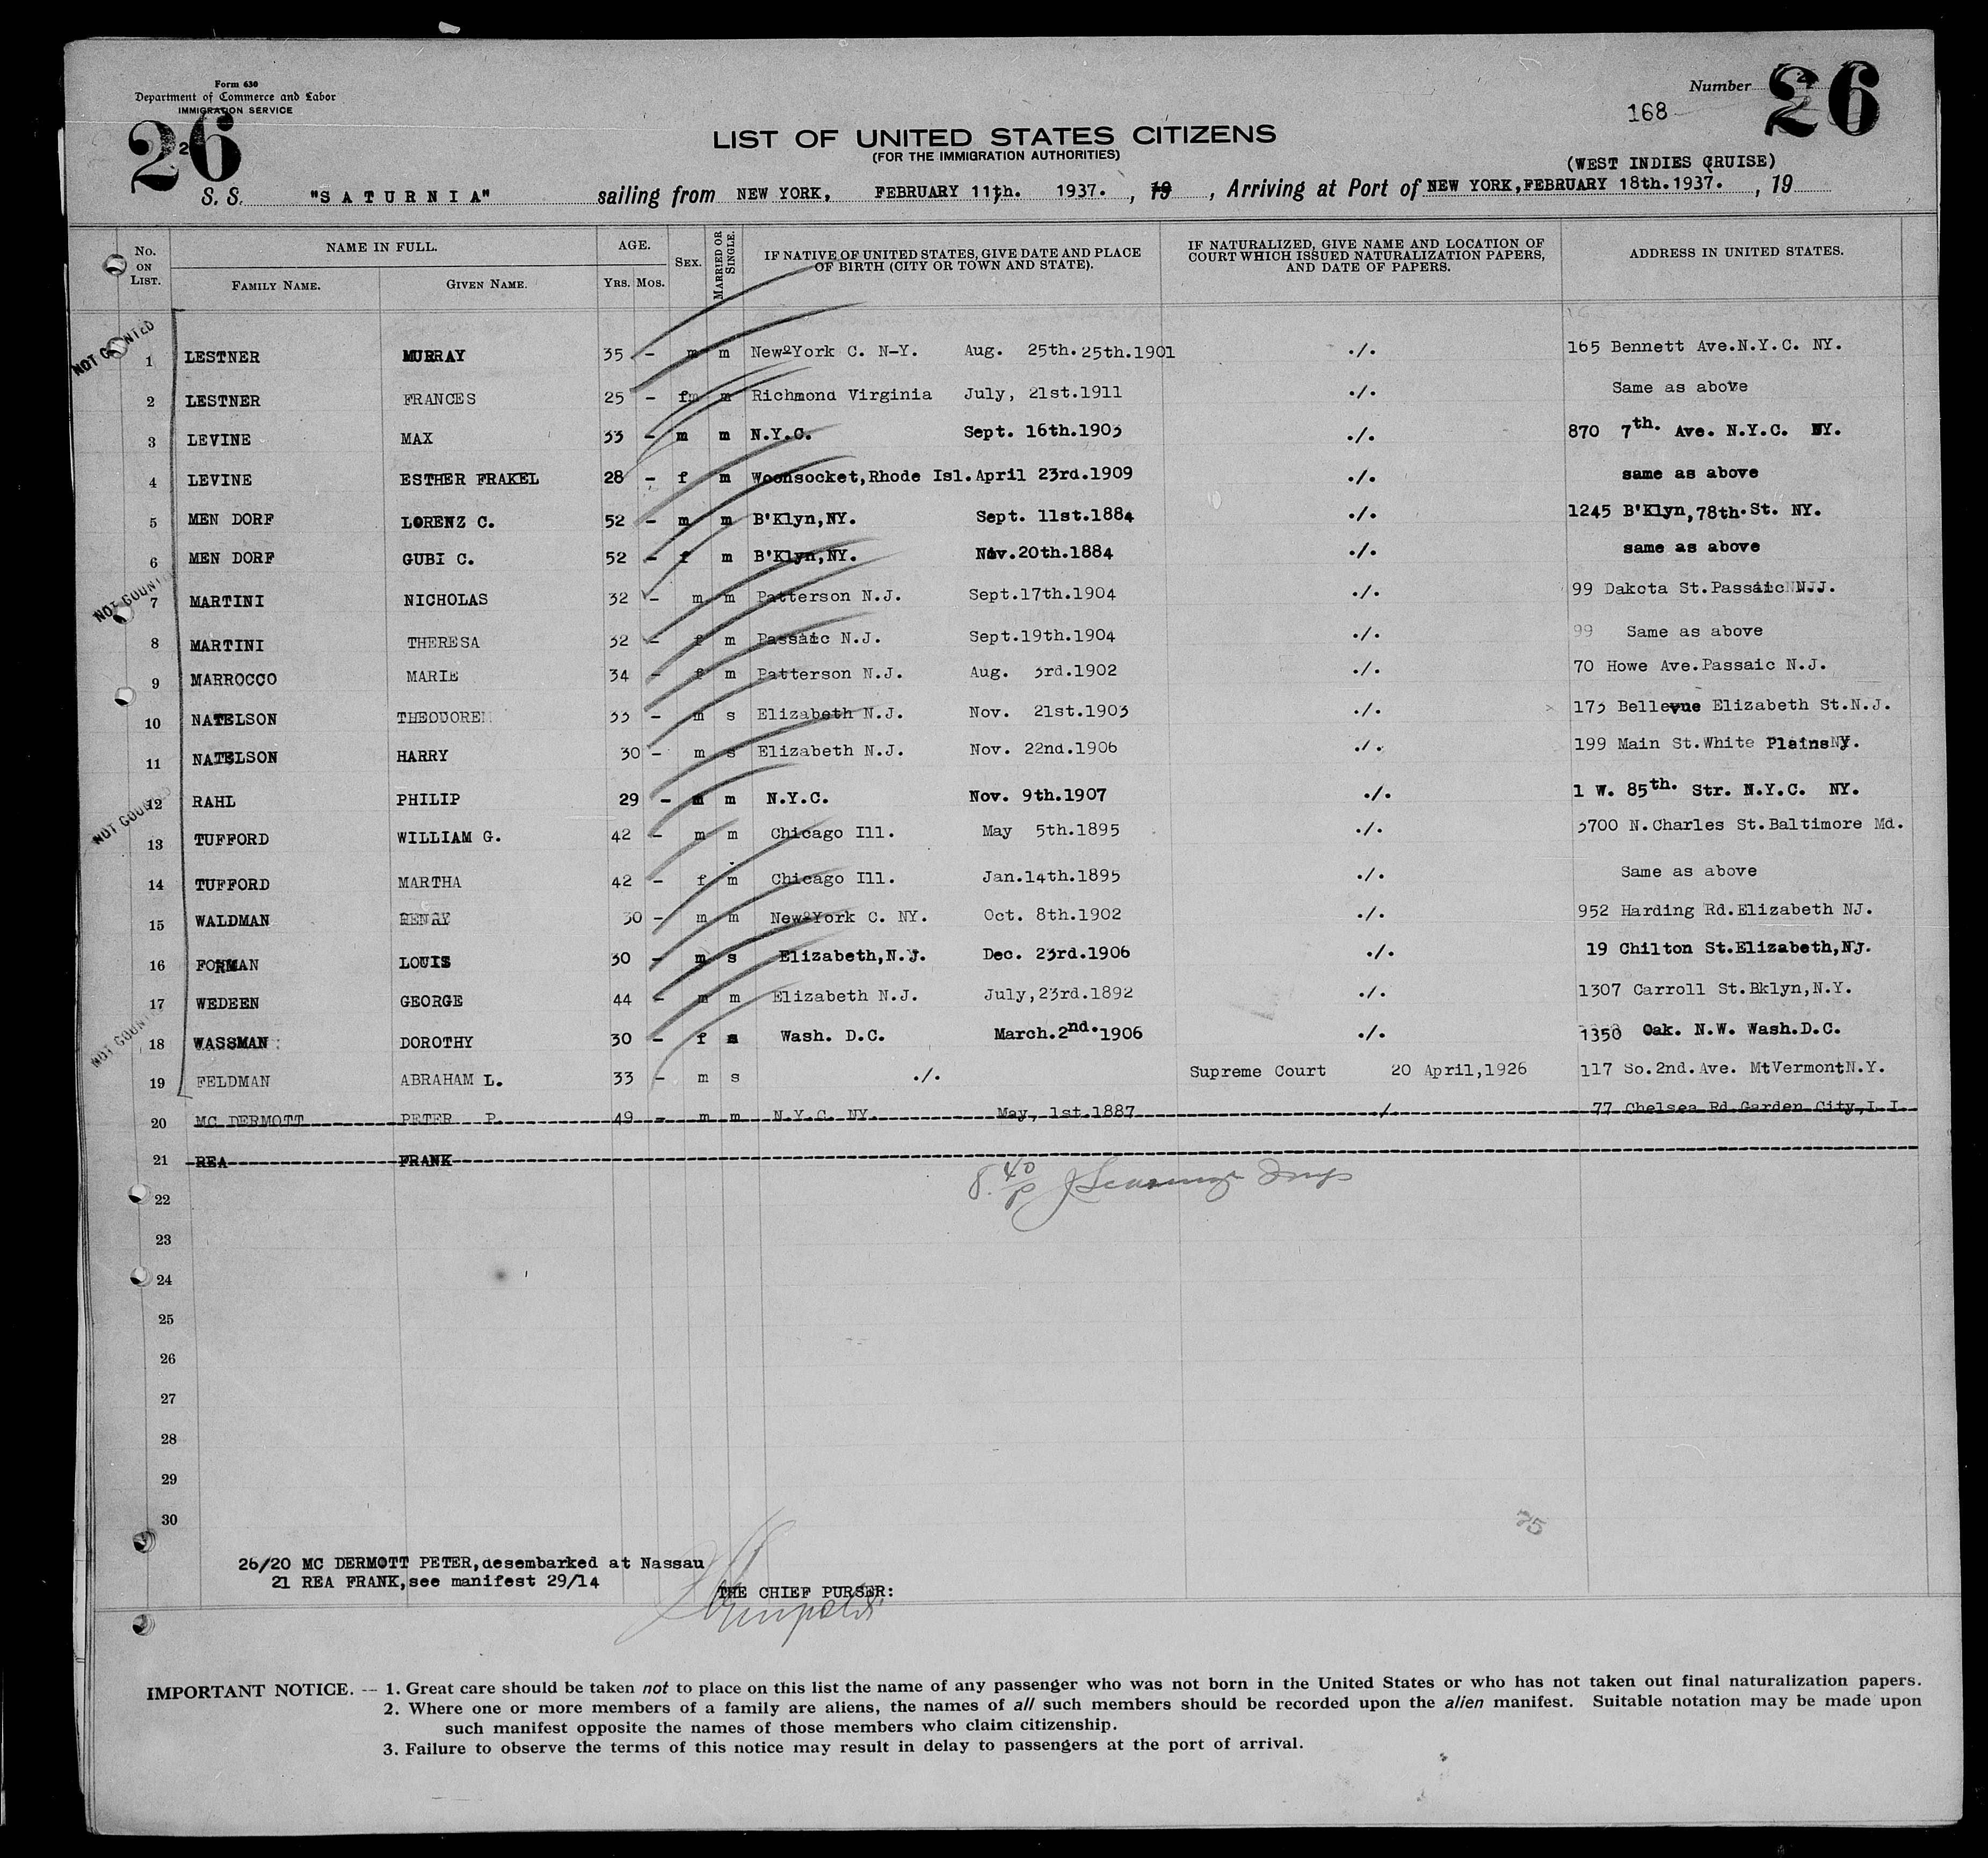 Form 630
Department of Commerce and Labor
IMMIGRATION SERVICE
26
2
Number 26
168
LIST OF UNITED STATES CITIZENS
(FOR THE IMMIGRATION AUTHORITIES)
(WEST INDIES CRUISE)
S. S. "S A T U R N I A" sailing from NEW YORK, FEBRUARY 11th. 1937. , 19 , Arriving at Port of NEW YORK, FEBRUARY 18th. 1937. , 19
No. ON LIST.
NAME IN FULL.
FAMILY NAME. GIVEN NAME.
AGE.
YRS. MOS.
SEX.
MARRIED OR SINGLE.
IF NATIVE OF UNITED STATES, GIVE DATE AND PLACE
OF BIRTH (CITY OR TOWN AND STATE).
IF NATURALIZED, GIVE NAME AND LOCATION OF
COURT WHICH ISSUED NATURALIZATION PAPERS,
AND DATE OF PAPERS.
ADDRESS IN UNITED STATES.
NOT COUNTED
1 LESTNER MURRAY 35 - m m New York C. N-Y. Aug. 25th. 25th.1901 ./. 165 Bennett Ave.N.Y.C. NY.
2 LESTNER FRANCES 25 - fm m Richmond Virginia July, 21st.1911 ./. Same as above
3 LEVINE MAX 33 - m m N.Y.C. Sept. 16th.1903 ./. 870 7th. Ave. N.Y.C. NY.
4 LEVINE ESTHER FRAKEL 28 - f m Woonsocket,Rhode Isl. April 23rd.1909 ./. same as above
5 MEN DORF LORENZ C. 52 - m m B'Klyn,NY. Sept. 11st.1884 ./. 1245 B'Klyn,78th.St. NY.
6 MEN DORF GUBI C. 52 - f m B'Klyn,NY. Nov.20th.1884 ./. same as above
NOT COUNTED
7 MARTINI NICHOLAS 32 - m m Patterson N.J. Sept.17th.1904 ./. 99 Dakota St.Passaic N.J.
8 MARTINI THERESA 32 - f m Passaic N.J. Sept.19th.1904 ./. 99 Same as above
9 MARROCCO MARIE 34 - f m Patterson N.J. Aug. 3rd.1902 ./. 70 Howe Ave.Passaic N.J.
10 NATELSON THEODORE 33 - m s Elizabeth N.J. Nov. 21st.1903 ./. 173 Bellevue Elizabeth St.N.J.
11 NATELSON HARRY 30 - m s Elizabeth N.J. Nov. 22nd.1906 ./. 199 Main St.White Plains NY.
NOT COUNTED
12 RAHL PHILIP 29 - m m N.Y.C. Nov. 9th.1907 ./. 1 W. 85th. Str. N.Y.C. NY.
13 TUFFORD WILLIAM G. 42 - m m Chicago Ill. May 5th.1895 ./. 3700 N.Charles St.Baltimore Md.
14 TUFFORD MARTHA 42 - f m Chicago Ill. Jan.14th.1895 ./. Same as above
15 WALDMAN HENRY 30 - m m New York C. NY. Oct. 8th.1902 ./. 952 Harding Rd.Elizabeth NJ.
16 FORMAN LOUIS 30 - m s Elizabeth,N.J. Dec. 23rd.1906 ./. 19 Chilton St.Elizabeth,NJ.
17 WEDEEN GEORGE 44 - m m Elizabeth N.J. July,23rd.1892 ./. 1307 Carroll St.Bklyn,N.Y.
NOT COUNTED
18 WASSMAN DOROTHY 30 - f s Wash. D.C. March.2nd.1906 ./. 1350 Oak. N.W. Wash.D.C.
19 FELDMAN ABRAHAM L. 33 - m s ./. Supreme Court 20 April,1926 117 So.2nd.Ave. MtVermontN.Y.
20 MC DERMOTT PETER P. 49 - m m N.Y.C. NY. May, 1st.1887 / 77 Chelsea Rd.Garden City,L I
21 REA FRANK
8 40/P
22
23
24
25
26
27
28
29
30
25
26/20 MC DERMOTT PETER,desembarked at Nassau
21 REA FRANK,see manifest 29/14
THE CHIEF PURSER:
IMPORTANT NOTICE. -- 1. Great care should be taken not to place on this list the name of any passenger who was not born in the United States or who has not taken out final naturalization papers.
2. Where one or more members of a family are aliens, the names of all such members should be recorded upon the alien manifest. Suitable notation may be made upon
such manifest opposite the names of those members who claim citizenship.
3. Failure to observe the terms of this notice may result in delay to passengers at the port of arrival.